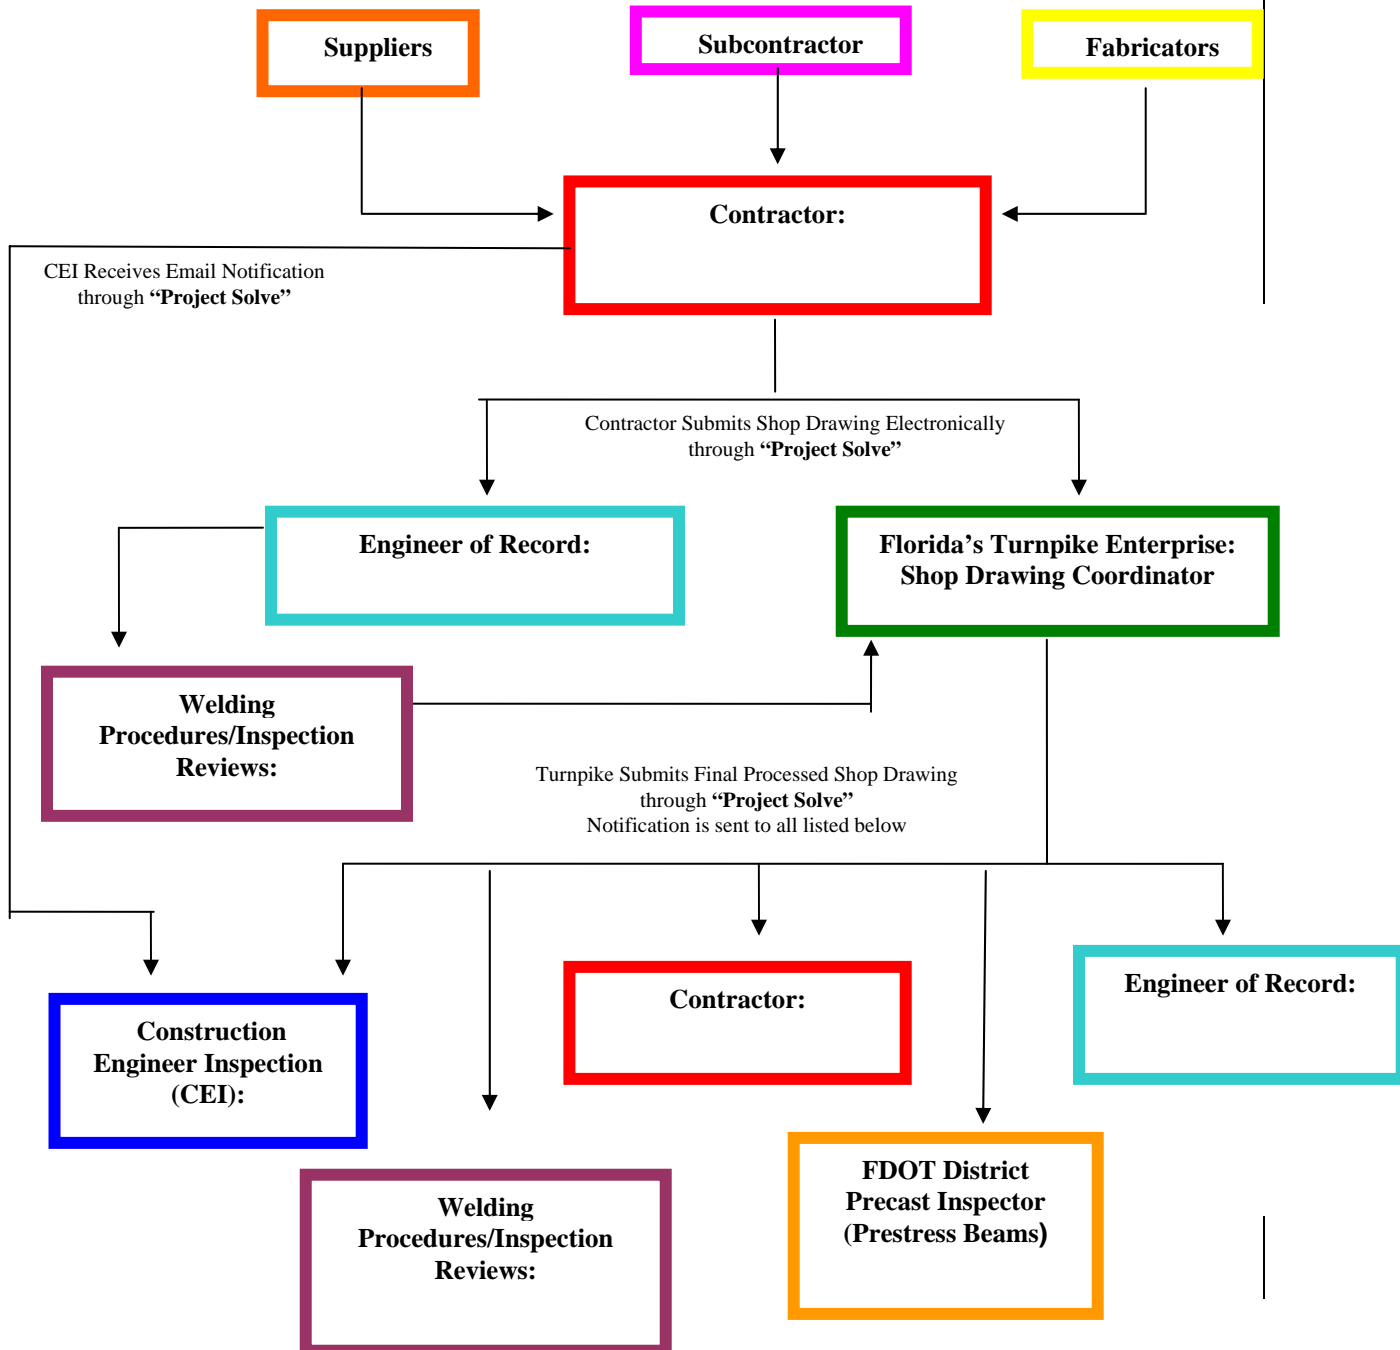 Suppliers
Subcontractor
Fabricators
Contractor:
CEI Receives Email Notification
through “Project Solve”
Contractor Submits Shop Drawing Electronically
through “Project Solve”
Engineer of Record:
Florida’s Turnpike Enterprise:
Shop Drawing Coordinator
Welding
Procedures/Inspection
Reviews:
Turnpike Submits Final Processed Shop Drawing
through “Project Solve”
Notification is sent to all listed below
Construction
Engineer Inspection
(CEI):
Contractor:
Engineer of Record:
Welding
Procedures/Inspection
Reviews:
FDOT District
Precast Inspector
(Prestress Beams)